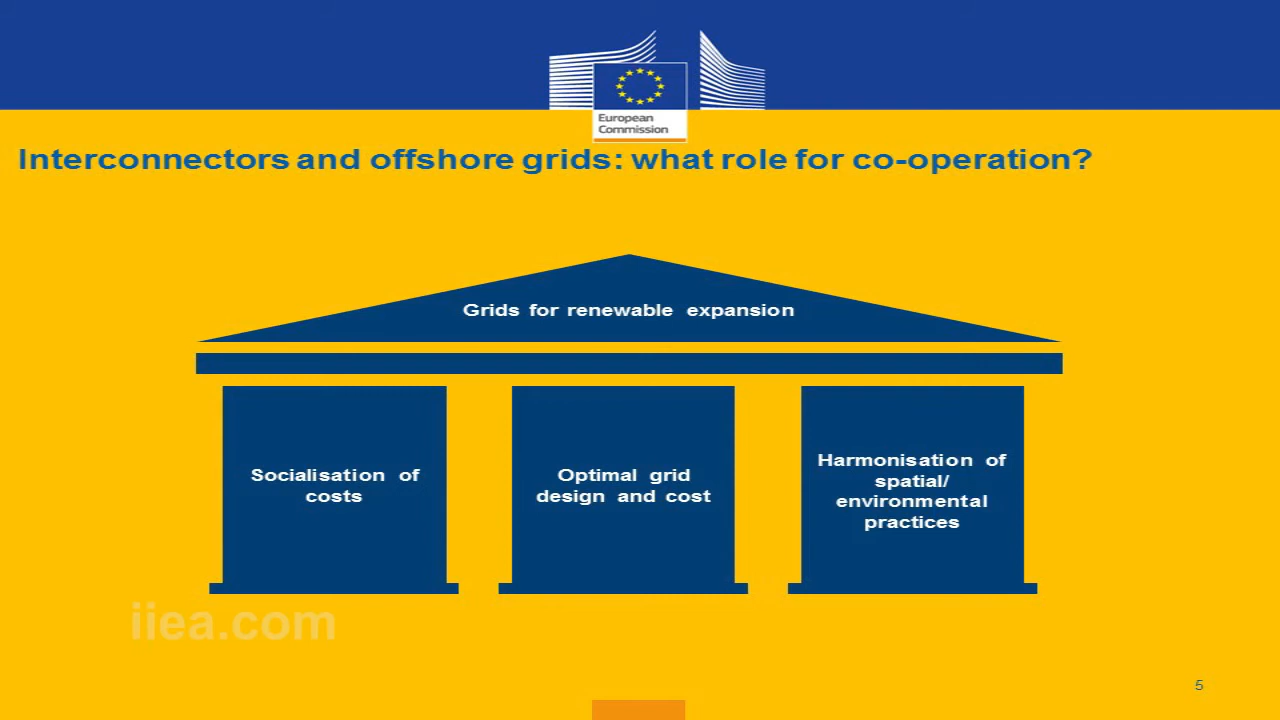 European
Commission
Interconnectors and offshore grids: what role for co-operation?
Grids for renewable expansion
Socialisation of
costs
Optimal grid
design and cost
Harmonisation of
spatial/
environmental
practices
iiea.com
5